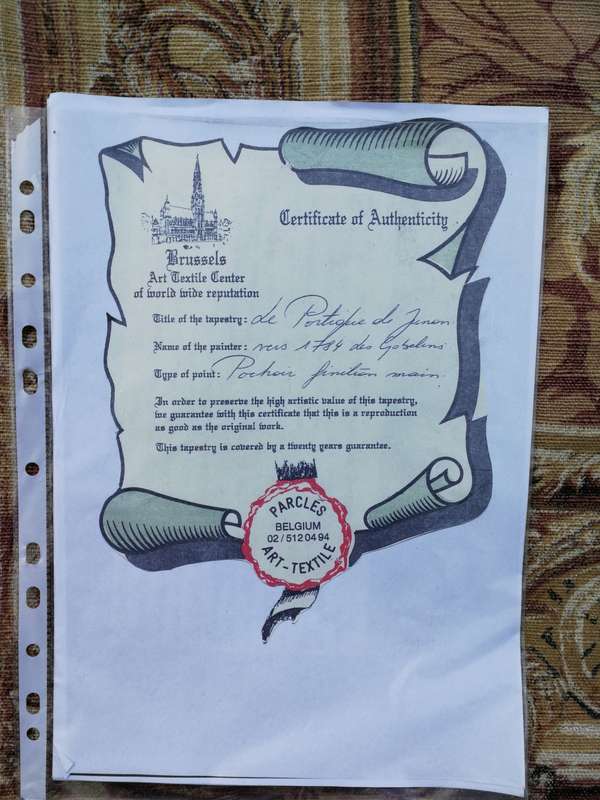 Certificate of Authenticity
Brussels
Art Textile Center
of world wide reputation
Title of the tapestry: Le Portique de Junon
Name of the painter: vers 1784 des Gobelins
Type of point: Pochoir finition main
In order to preserve the high artistic value of this tapestry,
we guarantee with this certificate that this is a reproduction
as good as the original work.
This tapestry is covered by a twenty years guarantee.
PARCLES
BELGIUM
02/512 04 94
ART-TEXTILE